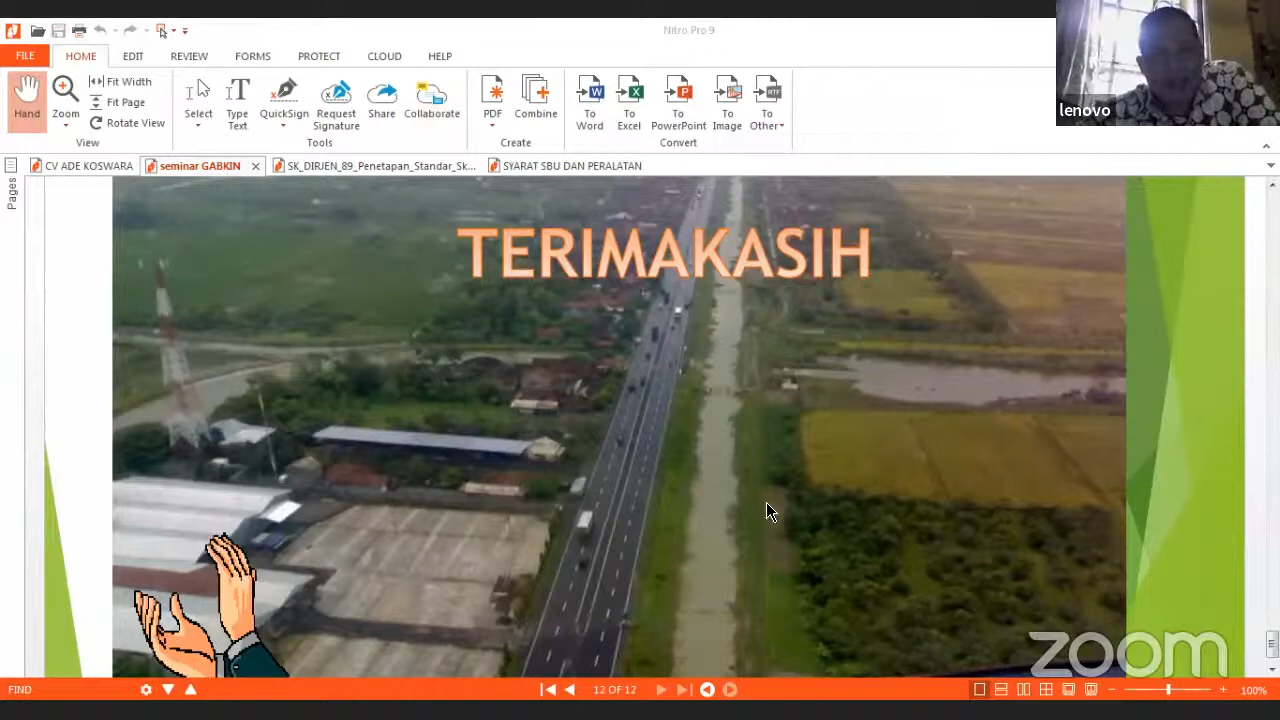 Nitro Pro 9
FILE HOME EDIT REVIEW FORMS PROTECT CLOUD HELP
Hand
Zoom
Fit Width
Fit Page
Rotate View
View
Select
Type Text
QuickSign
Request Signature
Share
Collaborate
Tools
PDF
Combine
Create
To Word
To Excel
To PowerPoint
To Image
To Other
Convert
lenovo
CV ADE KOSWARA seminar GABKIN SK_DIRJEN_89_Penetapan_Standar_Sk... SYARAT SBU DAN PERALATAN
Pages
TERIMAKASIH
zoom
FIND 12 OF 12 100%